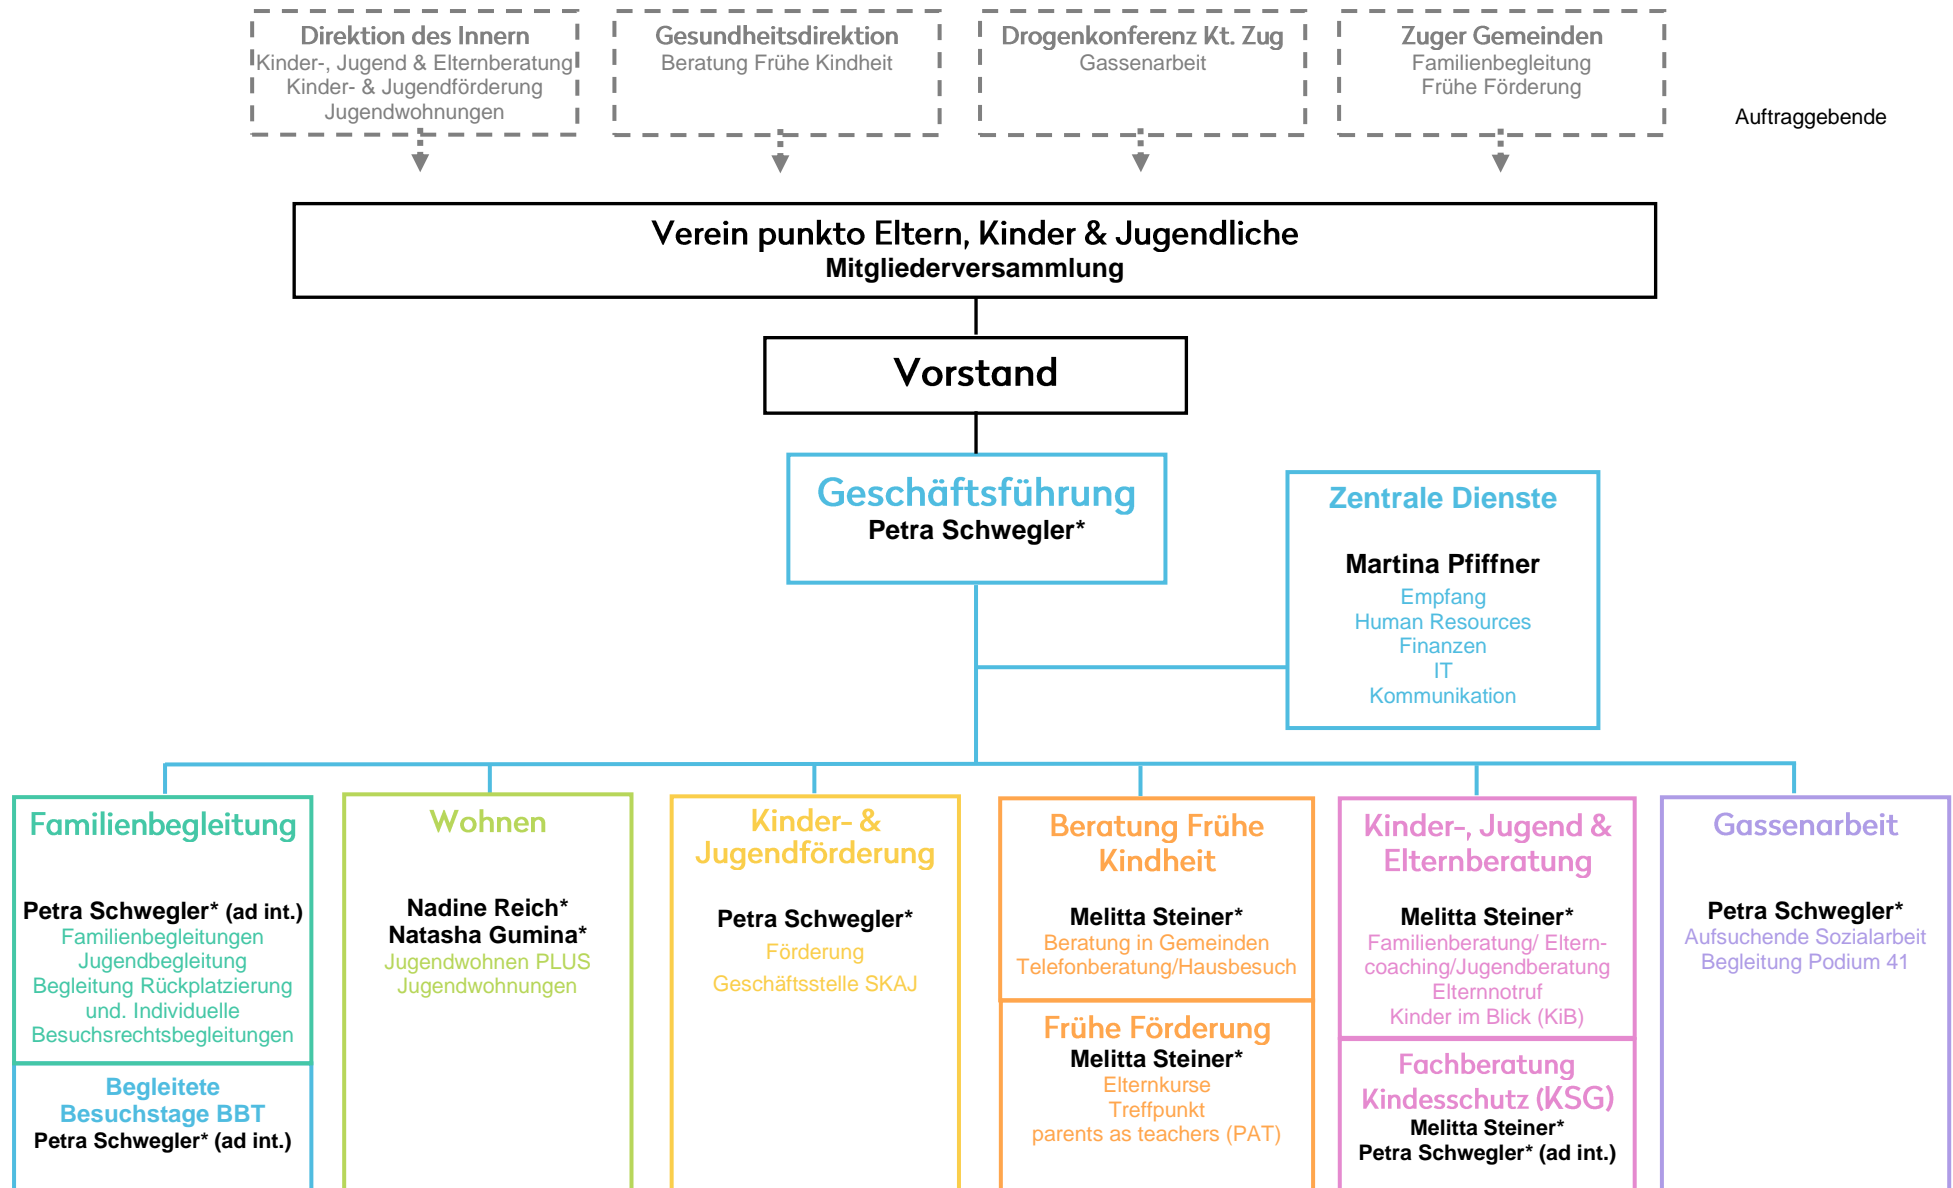 Direktion des Innern
Kinder-, Jugend & Elternberatung
Kinder- & Jugendförderung
Jugendwohnungen
Gesundheitsdirektion
Beratung Frühe Kindheit
Drogenkonferenz Kt. Zug
Gassenarbeit
Zuger Gemeinden
Familienbegleitung
Frühe Förderung
Auftraggebende
Verein punkto Eltern, Kinder & Jugendliche
Mitgliederversammlung
Vorstand
Geschäftsführung
Petra Schwegler*
Zentrale Dienste
Martina Pfiffner
Empfang
Human Resources
Finanzen
IT
Kommunikation
Familienbegleitung
Petra Schwegler* (ad int.)
Familienbegleitungen
Jugendbegleitung
Begleitung Rückplatzierung
und. Individuelle
Besuchsrechtsbegleitungen
Begleitete
Besuchstage BBT
Petra Schwegler* (ad int.)
Wohnen
Nadine Reich*
Natasha Gumina*
Jugendwohnen PLUS
Jugendwohnungen
Kinder- &
Jugendförderung
Petra Schwegler*
Förderung
Geschäftsstelle SKAJ
Beratung Frühe
Kindheit
Melitta Steiner*
Beratung in Gemeinden
Telefonberatung/Hausbesuch
Frühe Förderung
Melitta Steiner*
Elternkurse
Treffpunkt
parents as teachers (PAT)
Kinder-, Jugend &
Elternberatung
Melitta Steiner*
Familienberatung/ Eltern-
coaching/Jugendberatung
Elternnotruf
Kinder im Blick (KiB)
Fachberatung
Kindesschutz (KSG)
Melitta Steiner*
Petra Schwegler* (ad int.)
Gassenarbeit
Petra Schwegler*
Aufsuchende Sozialarbeit
Begleitung Podium 41